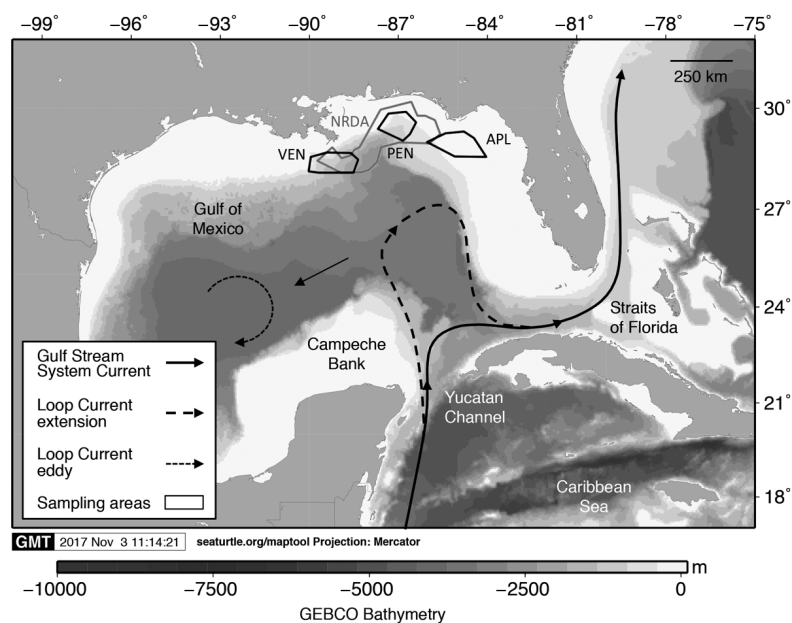 −99° −96° −93° −90° −87° −84° −81° −78° −75°
250 km
30°
NRDA
VEN
PEN
APL
27°
Gulf of
Mexico
24°
Straits
of Florida
Campeche
Bank
Yucatan
Channel
21°
Caribbean
Sea
18°
Gulf Stream
System Current
Loop Current
extension
Loop Current
eddy
Sampling areas
GMT 2017 Nov 3 11:14:21 seaturtle.org/maptool Projection: Mercator
m
−10000 −7500 −5000 −2500 0
GEBCO Bathymetry